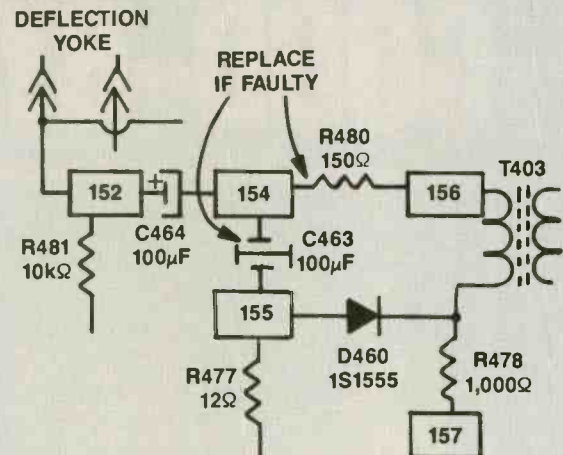 DEFLECTION
YOKE
REPLACE
IF FAULTY
R480
150Ω
T403
152
+
154
156
R481
10kΩ
C464
100μF
C463
100μF
155
R477
12Ω
D460
1S1555
R478
1,000Ω
157